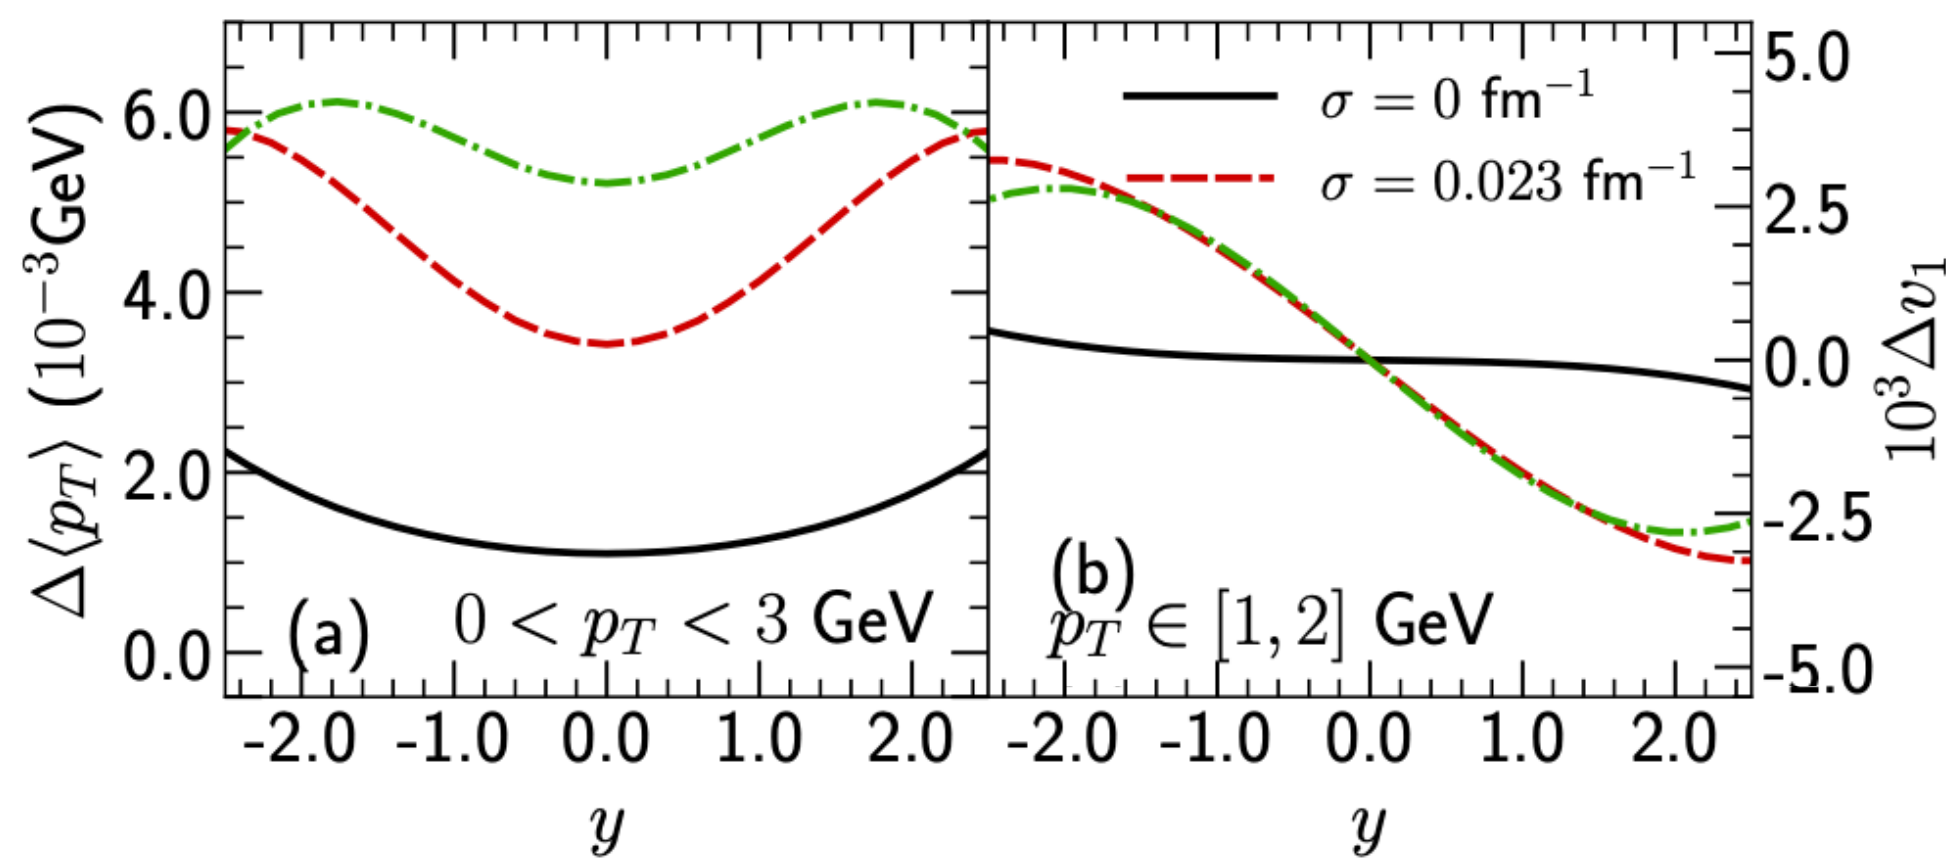 Δ⟨p_T⟩ (10⁻³GeV)
6.0
4.0
2.0
0.0
(a) 0 < p_T < 3 GeV
-2.0 -1.0 0.0 1.0 2.0
y
σ = 0 fm⁻¹
σ = 0.023 fm⁻¹
(b)
p_T ∈ [1, 2] GeV
-2.0 -1.0 0.0 1.0 2.0
y
5.0
2.5
0.0
-2.5
-5.0
10³Δv₁